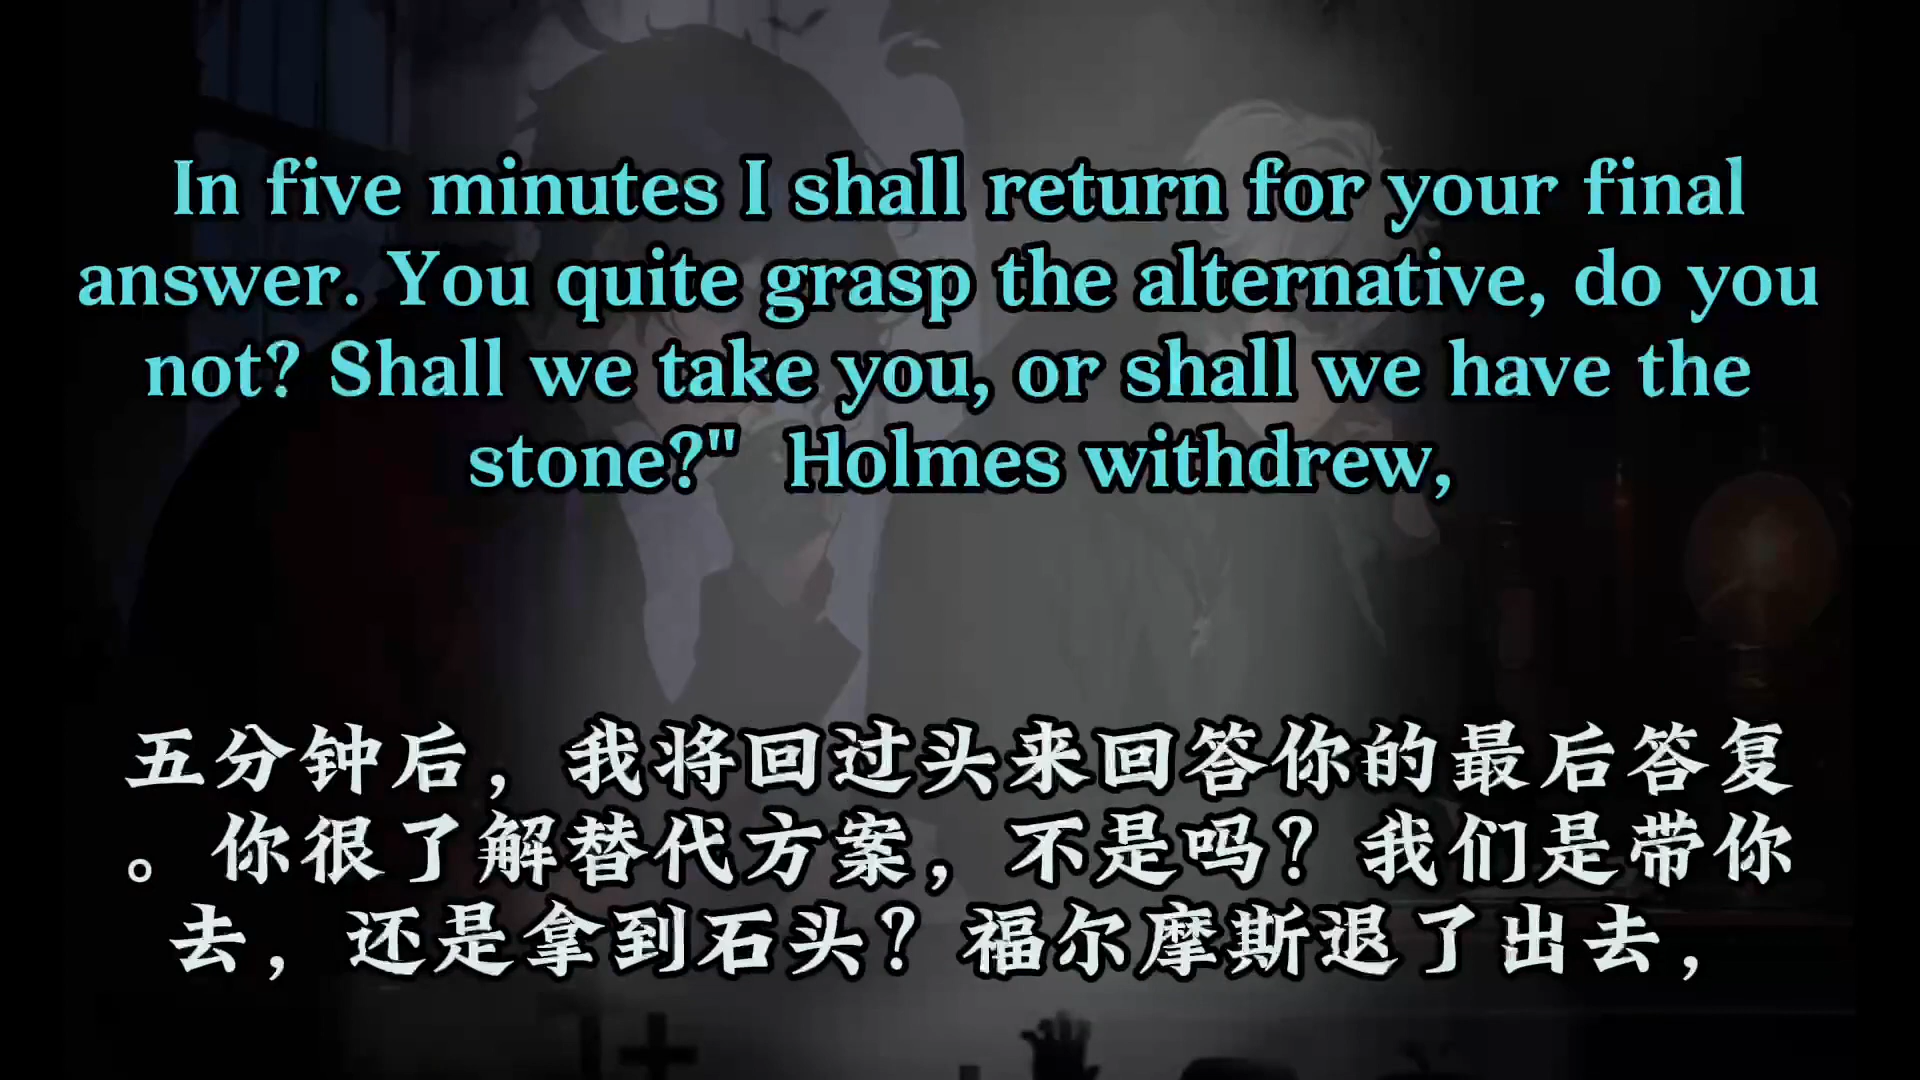 In five minutes I shall return for your final
answer. You quite grasp the alternative, do you
not? Shall we take you, or shall we have the
stone?"  Holmes withdrew,
五分钟后，我将回过头来回答你的最后答复
。你很了解替代方案，不是吗？我们是带你
去，还是拿到石头？福尔摩斯退了出去，